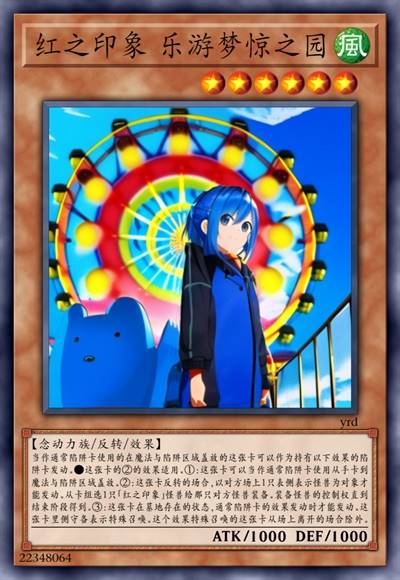 红之印象 乐游梦惊之园
風
yrd
【念动力族/反转/效果】
当作通常陷阱卡使用的在魔法与陷阱区域盖放的这张卡可以作为持有以下效果的陷
阱卡发动。●这张卡的②的效果适用。①:这张卡可以当作通常陷阱使用从手卡到
魔法与陷阱区域盖放。②:这张卡反转的场合,以对方场上1只表侧表示怪兽为对象才
能发动。从卡组选1只「红之印象」怪兽给那只对方怪兽装备。装备怪兽的控制权直到
结束阶段得到。③:这张卡在墓地存在的状态,通常陷阱卡的效果发动时才能发动。这
张卡里侧守备表示特殊召唤。这个效果特殊召唤的这张卡从场上离开的场合除外。
ATK/1000 DEF/1000
22348064